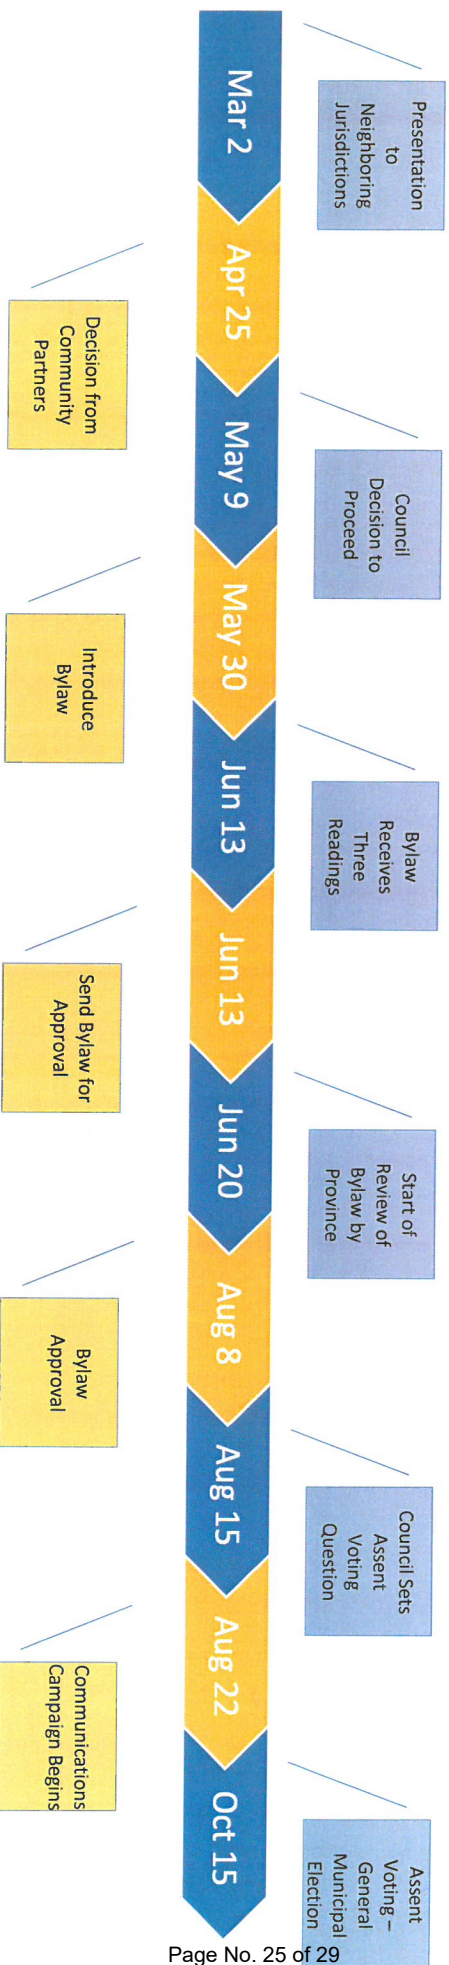 Presentation
to
Neighboring
Jurisdictions
Mar 2
Apr 25
Decision from
Community
Partners
Council
Decision to
Proceed
May 9
May 30
Introduce
Bylaw
Bylaw
Receives
Three
Readings
Jun 13
Jun 13
Send Bylaw for
Approval
Start of
Review of
Bylaw by
Province
Jun 20
Aug 8
Bylaw
Approval
Council Sets
Assent
Voting
Question
Aug 15
Aug 22
Communications
Campaign Begins
Assent
Voting –
General
Municipal
Election
Oct 15
Page No. 25 of 29